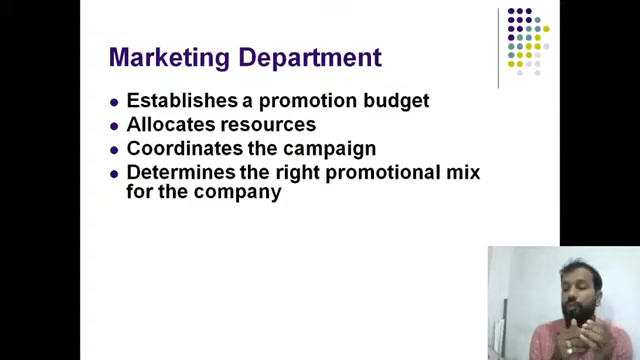 Marketing Department
Establishes a promotion budget
Allocates resources
Coordinates the campaign
Determines the right promotional mix
for the company